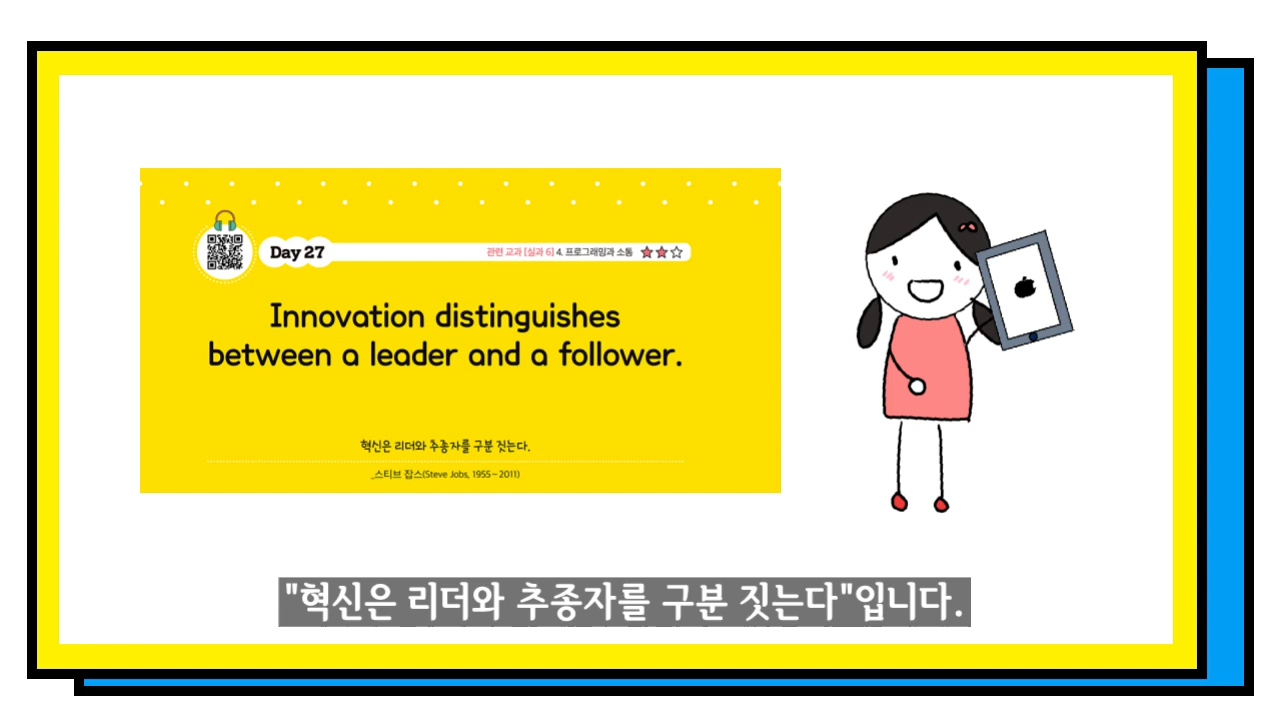 Day 27
관련 교과 [실과 6] 4. 프로그래밍과 소통
Innovation distinguishes
between a leader and a follower.
혁신은 리더와 추종자를 구분 짓는다.
_스티브 잡스(Steve Jobs, 1955~2011)
"혁신은 리더와 추종자를 구분 짓는다"입니다.